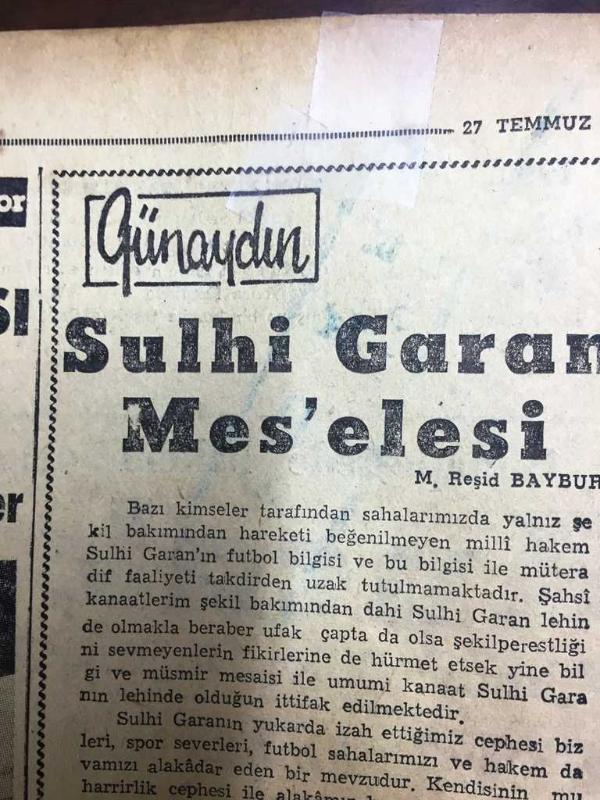 27 TEMMUZ
or
SI
er
Günaydın
Sulhi Garan
Mes'elesi
M. Reşid BAYBUR
Bazı kimseler tarafından sahalarımızda yalnız şe
kil bakımından hareketi beğenilmeyen millî hakem
Sulhi Garan'ın futbol bilgisi ve bu bilgisi ile mütera
dif faaliyeti takdirden uzak tutulmamaktadır. Şahsî
kanaatlerim şekil bakımından dahi Sulhi Garan lehin
de olmakla beraber ufak çapta da olsa şekilperestliği
ni sevmeyenlerin fikirlerine de hürmet etsek yine bil
gi ve müsmir mesaisi ile umumi kanaat Sulhi Gara
nın lehinde olduğun ittifak edilmektedir.
Sulhi Garanın yukarda izah ettiğimiz cephesi biz
leri, spor severleri, futbol sahalarımızı ve hakem da
vamızı alakâdar eden bir mevzudur. Kendisinin mu
harrirlik cephesi ile